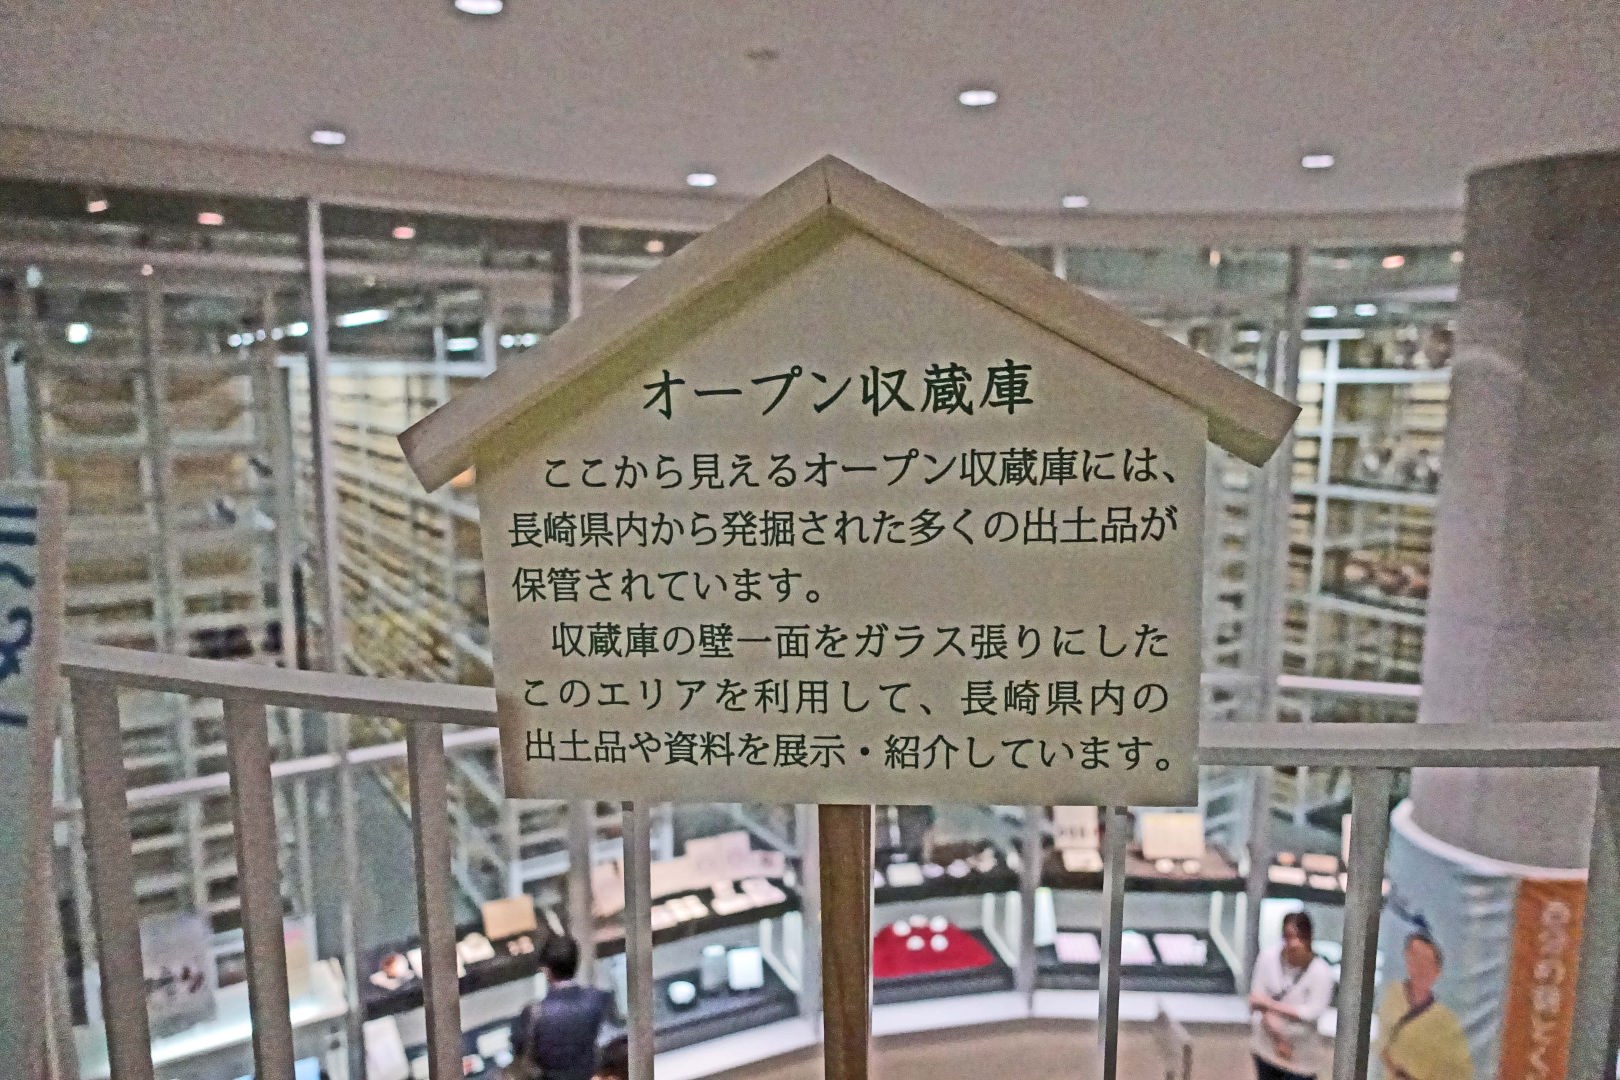 オープン収蔵庫
ここから見えるオープン収蔵庫には、
長崎県内から発掘された多くの出土品が
保管されています。
収蔵庫の壁一面をガラス張りにした
このエリアを利用して、長崎県内の
出土品や資料を展示・紹介しています。